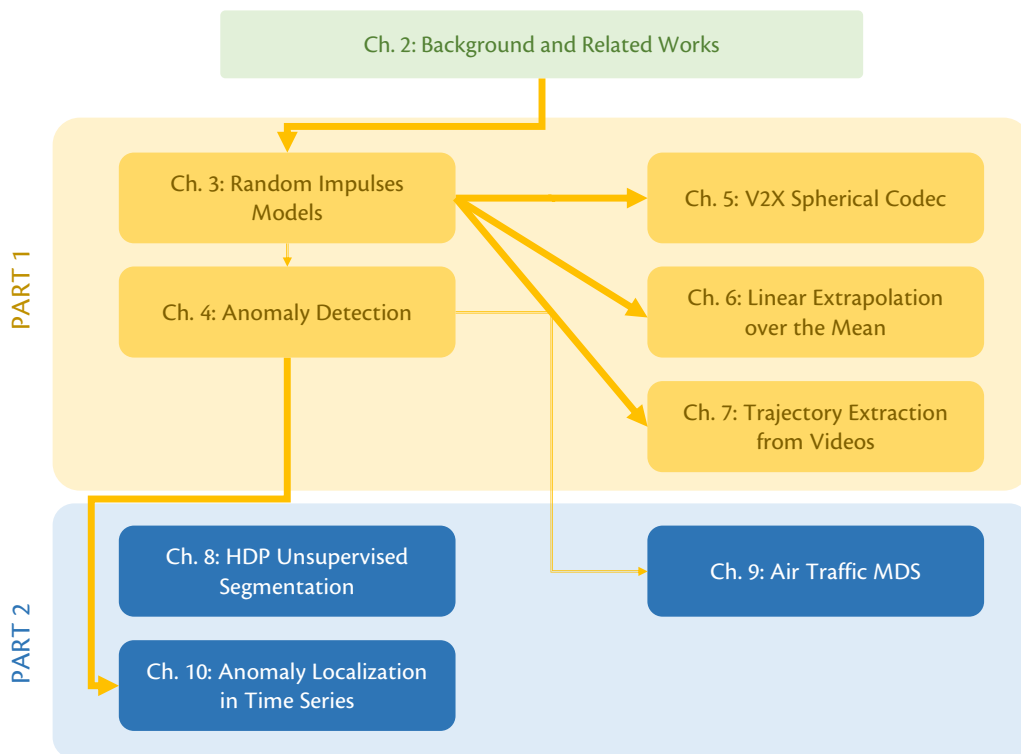 Ch. 2: Background and Related Works
PART 1
Ch. 3: Random Impulses
Models
Ch. 5: V2X Spherical Codec
Ch. 4: Anomaly Detection
Ch. 6: Linear Extrapolation
over the Mean
Ch. 7: Trajectory Extraction
from Videos
PART 2
Ch. 8: HDP Unsupervised
Segmentation
Ch. 9: Air Traffic MDS
Ch. 10: Anomaly Localization
in Time Series